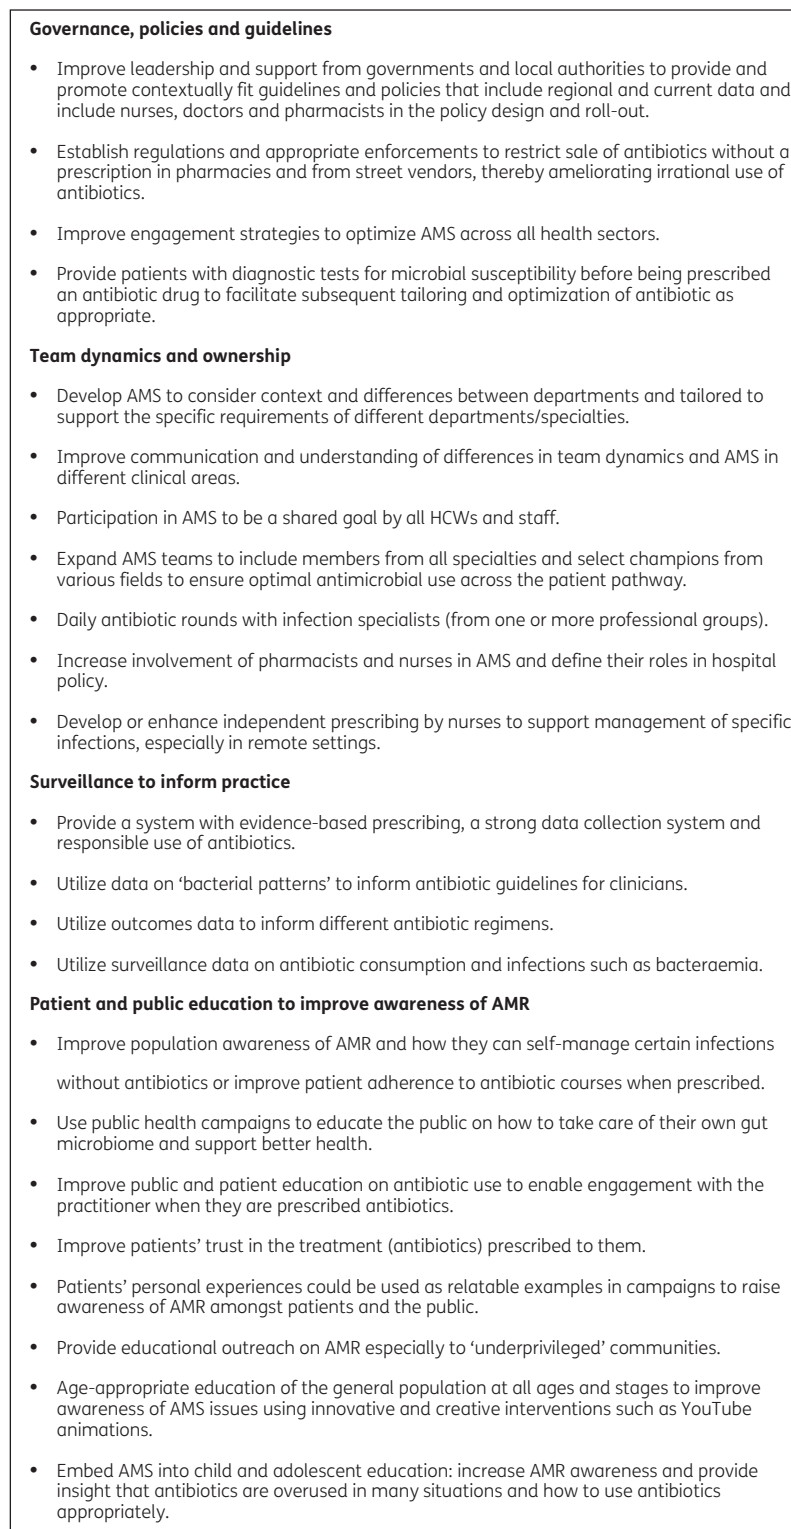 Governance, policies and guidelines
• Improve leadership and support from governments and local authorities to provide and
promote contextually fit guidelines and policies that include regional and current data and
include nurses, doctors and pharmacists in the policy design and roll-out.
• Establish regulations and appropriate enforcements to restrict sale of antibiotics without a
prescription in pharmacies and from street vendors, thereby ameliorating irrational use of
antibiotics.
• Improve engagement strategies to optimize AMS across all health sectors.
• Provide patients with diagnostic tests for microbial susceptibility before being prescribed
an antibiotic drug to facilitate subsequent tailoring and optimization of antibiotic as
appropriate.
Team dynamics and ownership
• Develop AMS to consider context and differences between departments and tailored to
support the specific requirements of different departments/specialties.
• Improve communication and understanding of differences in team dynamics and AMS in
different clinical areas.
• Participation in AMS to be a shared goal by all HCWs and staff.
• Expand AMS teams to include members from all specialties and select champions from
various fields to ensure optimal antimicrobial use across the patient pathway.
• Daily antibiotic rounds with infection specialists (from one or more professional groups).
• Increase involvement of pharmacists and nurses in AMS and define their roles in hospital
policy.
• Develop or enhance independent prescribing by nurses to support management of specific
infections, especially in remote settings.
Surveillance to inform practice
• Provide a system with evidence-based prescribing, a strong data collection system and
responsible use of antibiotics.
• Utilize data on ‘bacterial patterns’ to inform antibiotic guidelines for clinicians.
• Utilize outcomes data to inform different antibiotic regimens.
• Utilize surveillance data on antibiotic consumption and infections such as bacteraemia.
Patient and public education to improve awareness of AMR
• Improve population awareness of AMR and how they can self-manage certain infections
without antibiotics or improve patient adherence to antibiotic courses when prescribed.
• Use public health campaigns to educate the public on how to take care of their own gut
microbiome and support better health.
• Improve public and patient education on antibiotic use to enable engagement with the
practitioner when they are prescribed antibiotics.
• Improve patients’ trust in the treatment (antibiotics) prescribed to them.
• Patients’ personal experiences could be used as relatable examples in campaigns to raise
awareness of AMR amongst patients and the public.
• Provide educational outreach on AMR especially to ‘underprivileged’ communities.
• Age-appropriate education of the general population at all ages and stages to improve
awareness of AMS issues using innovative and creative interventions such as YouTube
animations.
• Embed AMS into child and adolescent education: increase AMR awareness and provide
insight that antibiotics are overused in many situations and how to use antibiotics
appropriately.